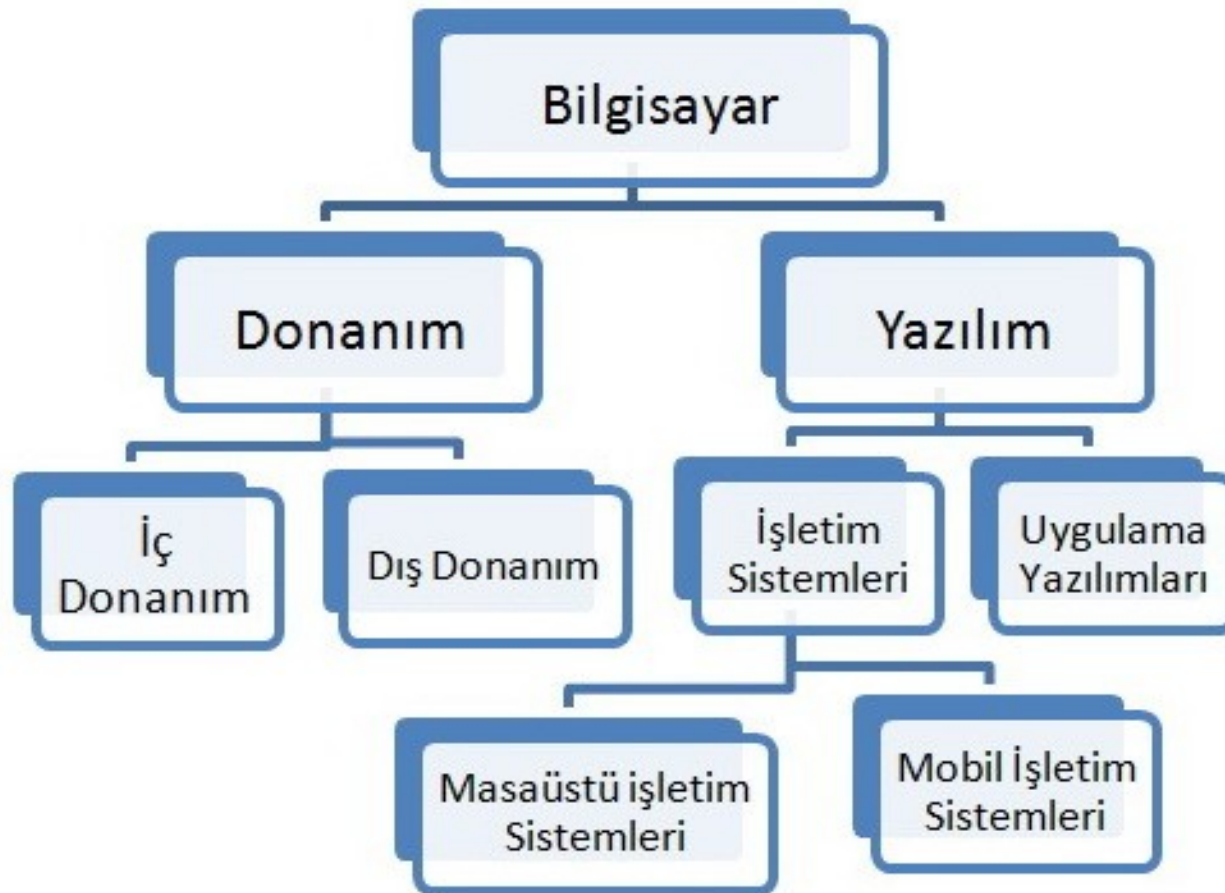 Bilgisayar
Donanım
Yazılım
İç
Donanım
Dış Donanım
İşletim
Sistemleri
Uygulama
Yazılımları
Masaüstü işletim
Sistemleri
Mobil İşletim
Sistemleri